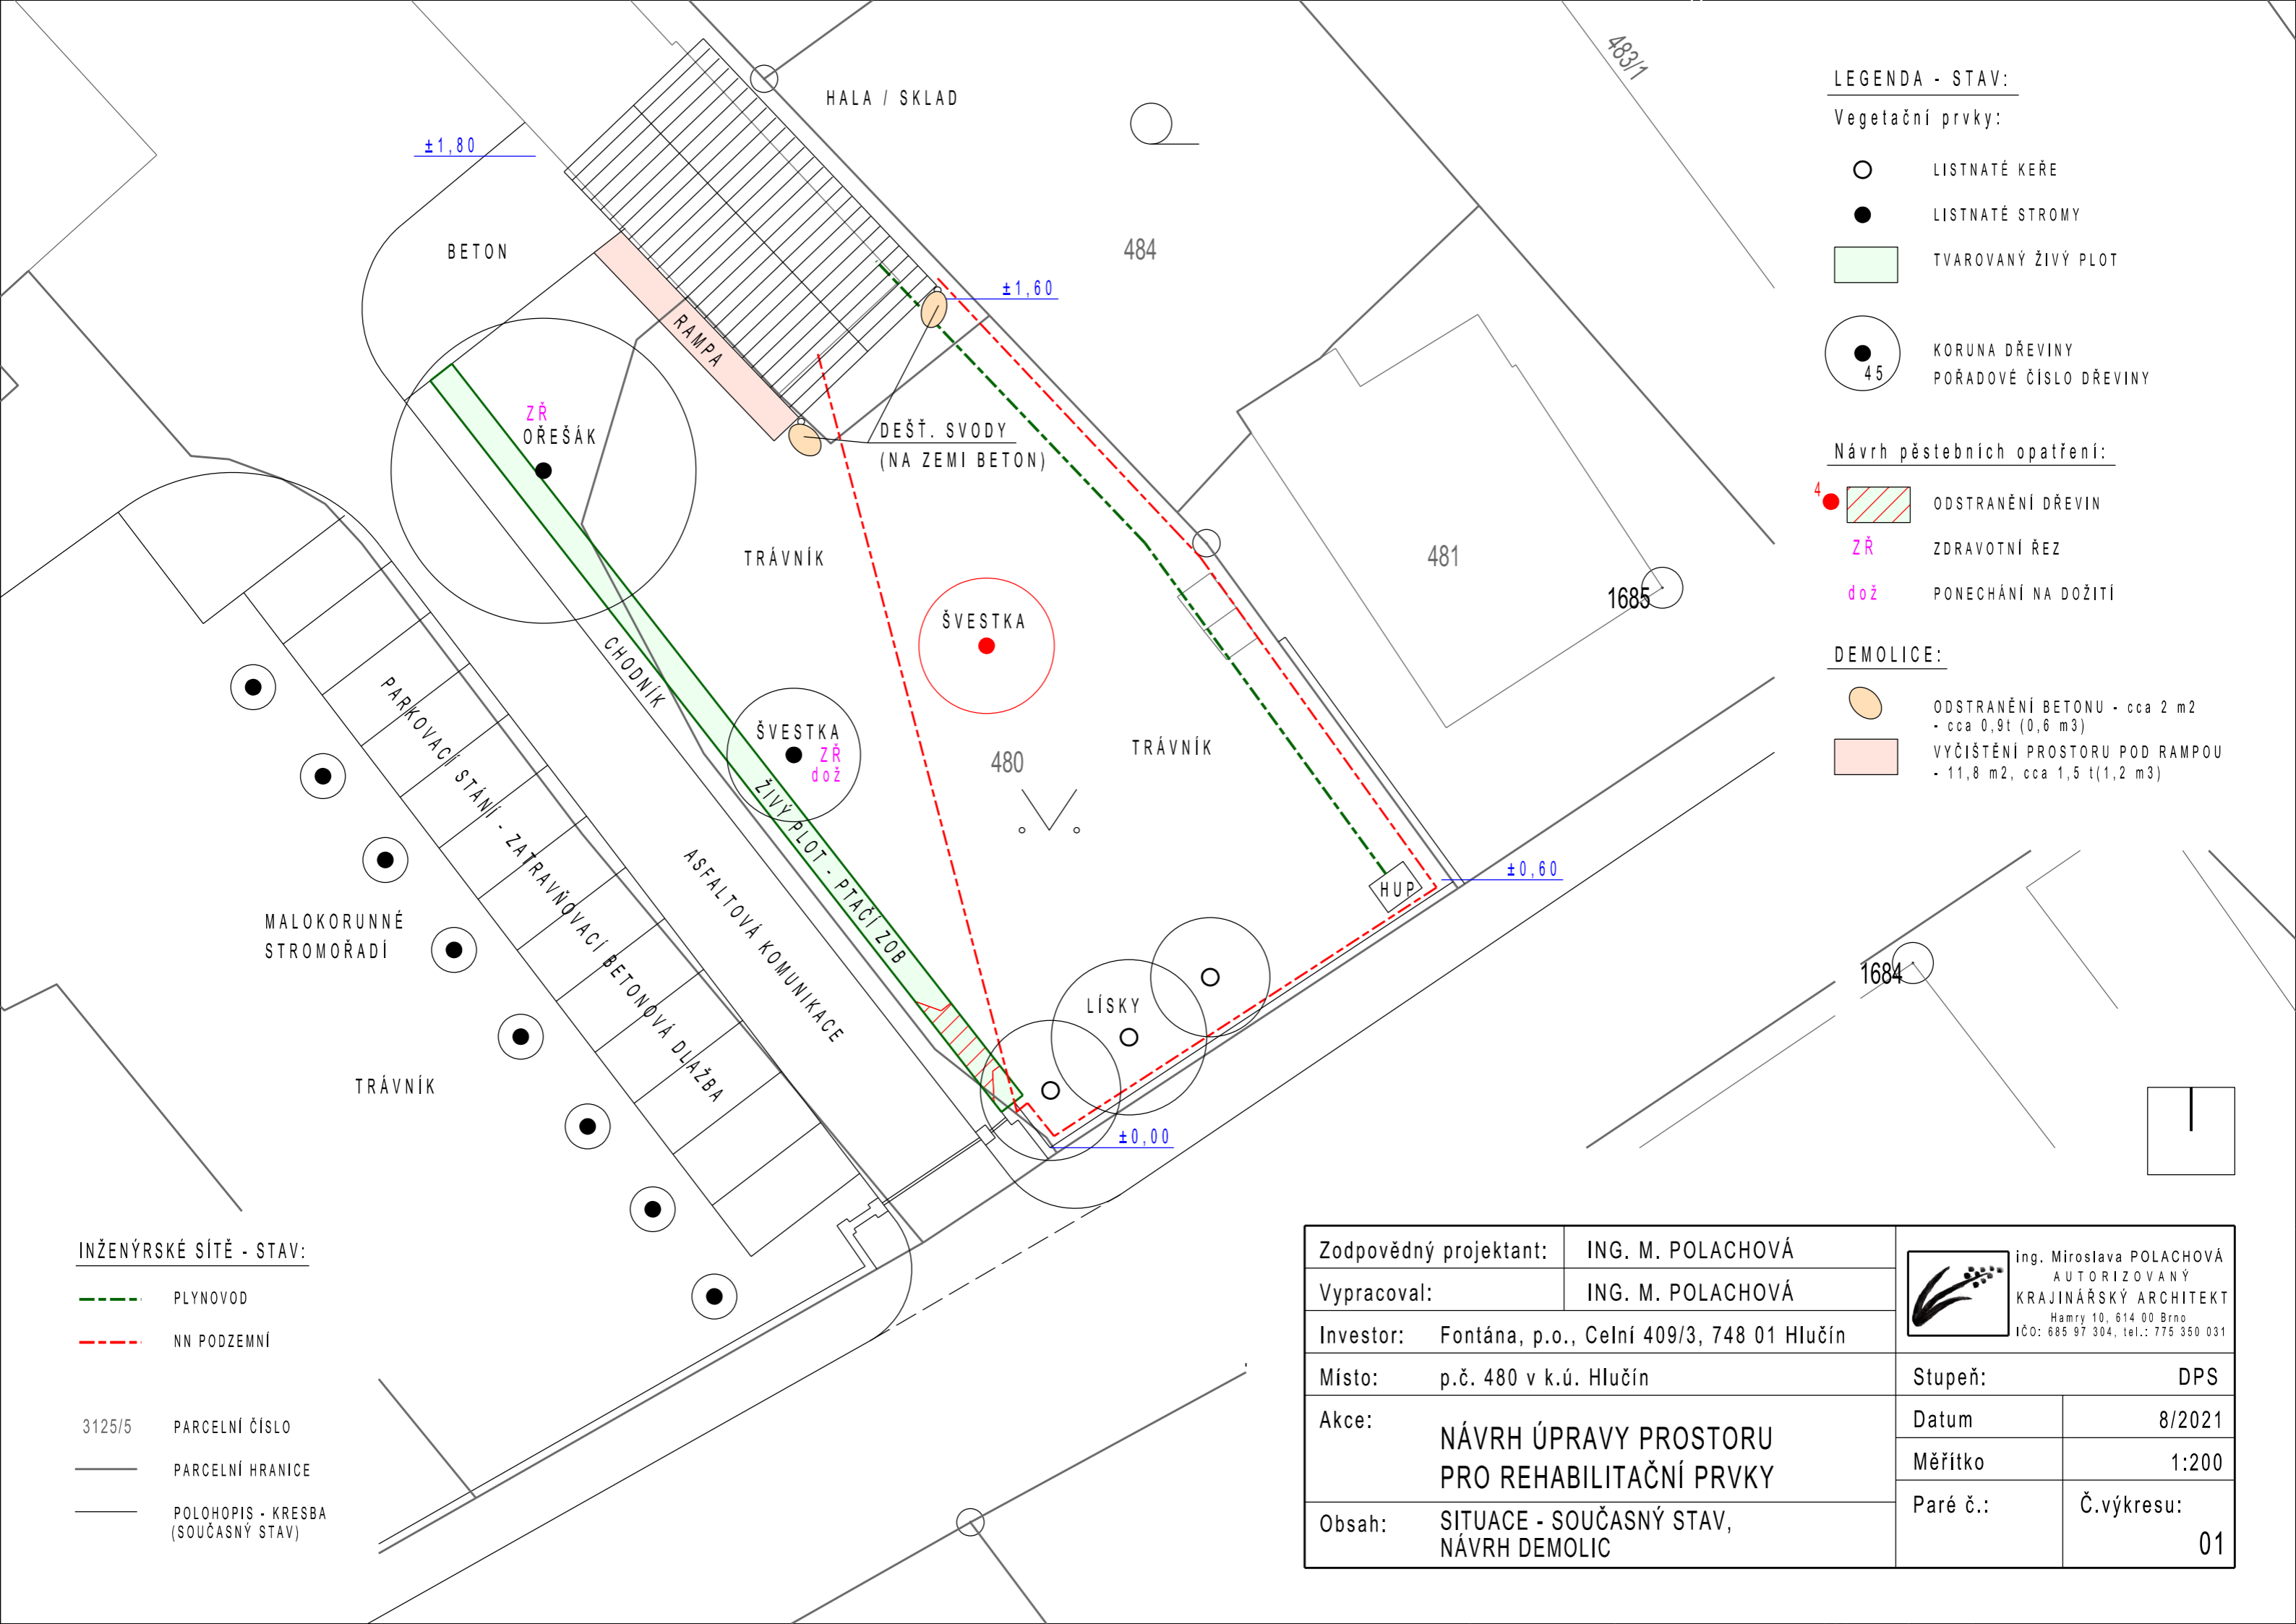 HALA / SKLAD
483/1
±1,80
BETON
484
±1,60
RAMPA
ZŘ
OŘEŠÁK
DEŠŤ. SVODY
(NA ZEMI BETON)
TRÁVNÍK
481
1685
ŠVESTKA
CHODNÍK
ŠVESTKA
ZŘ
dož
480
TRÁVNÍK
PARKOVACÍ STÁNÍ - ZATRAVŇOVACÍ BETONOVÁ DLAŽBA
ŽIVÝ PLOT - PTAČÍ ZOB
ASFALTOVÁ KOMUNIKACE
±0,60
HUP
MALOKORUNNÉ
STROMOŘADÍ
LÍSKY
1684
TRÁVNÍK
±0,00
LEGENDA - STAV:
Vegetační prvky:
LISTNATÉ KEŘE
LISTNATÉ STROMY
TVAROVANÝ ŽIVÝ PLOT
KORUNA DŘEVINY
45
POŘADOVÉ ČÍSLO DŘEVINY
Návrh pěstebních opatření:
4
ODSTRANĚNÍ DŘEVIN
ZŘ ZDRAVOTNÍ ŘEZ
dož PONECHÁNÍ NA DOŽITÍ
DEMOLICE:
ODSTRANĚNÍ BETONU - cca 2 m2
- cca 0,9t (0,6 m3)
VYČIŠTĚNÍ PROSTORU POD RAMPOU
- 11,8 m2, cca 1,5 t(1,2 m3)
INŽENÝRSKÉ SÍTĚ - STAV:
PLYNOVOD
NN PODZEMNÍ
3125/5 PARCELNÍ ČÍSLO
PARCELNÍ HRANICE
POLOHOPIS - KRESBA
(SOUČASNÝ STAV)
Zodpovědný projektant: ING. M. POLACHOVÁ
Vypracoval: ING. M. POLACHOVÁ
Investor: Fontána, p.o., Celní 409/3, 748 01 Hlučín
Místo: p.č. 480 v k.ú. Hlučín
Akce: NÁVRH ÚPRAVY PROSTORU
PRO REHABILITAČNÍ PRVKY
Obsah: SITUACE - SOUČASNÝ STAV,
NÁVRH DEMOLIC
ing. Miroslava POLACHOVÁ
AUTORIZOVANÝ
KRAJINÁŘSKÝ ARCHITEKT
Hamry 10, 614 00 Brno
IČO: 685 97 304, tel.: 775 350 031
Stupeň: DPS
Datum 8/2021
Měřítko 1:200
Paré č.: Č.výkresu:
01